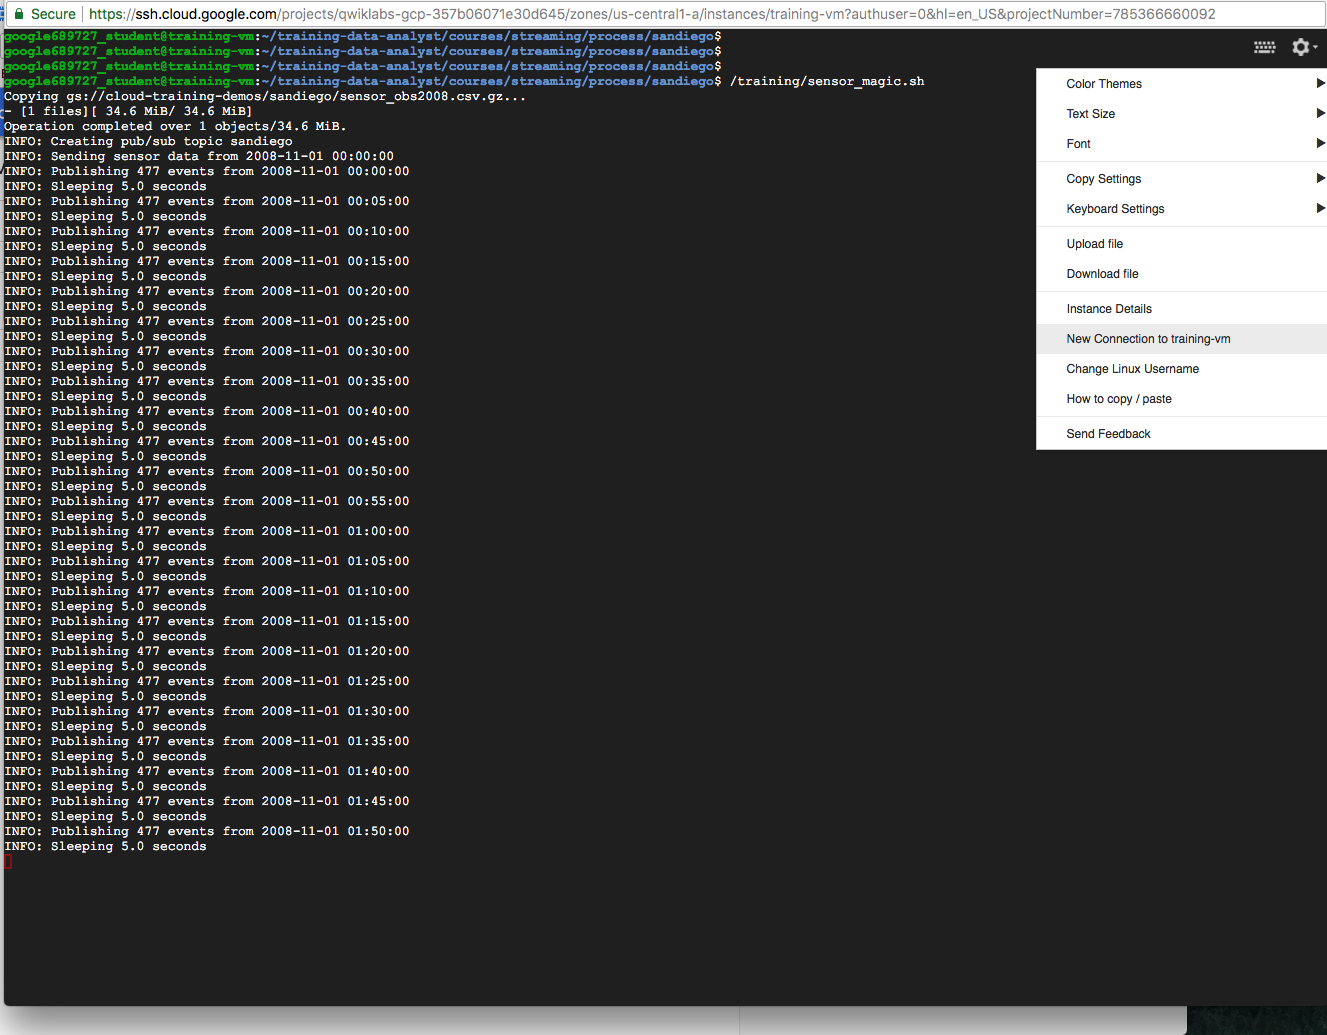 Secure https://ssh.cloud.google.com/projects/qwiklabs-gcp-357b06071e30d645/zones/us-central1-a/instances/training-vm?authuser=0&hl=en_US&projectNumber=785366660092
google689727_student@training-vm:~/training-data-analyst/courses/streaming/process/sandiego$
google689727_student@training-vm:~/training-data-analyst/courses/streaming/process/sandiego$
google689727_student@training-vm:~/training-data-analyst/courses/streaming/process/sandiego$
google689727_student@training-vm:~/training-data-analyst/courses/streaming/process/sandiego$ /training/sensor_magic.sh
Copying gs://cloud-training-demos/sandiego/sensor_obs2008.csv.gz...
- [1 files][ 34.6 MiB/ 34.6 MiB]
Operation completed over 1 objects/34.6 MiB.
INFO: Creating pub/sub topic sandiego
INFO: Sending sensor data from 2008-11-01 00:00:00
INFO: Publishing 477 events from 2008-11-01 00:00:00
INFO: Sleeping 5.0 seconds
INFO: Publishing 477 events from 2008-11-01 00:05:00
INFO: Sleeping 5.0 seconds
INFO: Publishing 477 events from 2008-11-01 00:10:00
INFO: Sleeping 5.0 seconds
INFO: Publishing 477 events from 2008-11-01 00:15:00
INFO: Sleeping 5.0 seconds
INFO: Publishing 477 events from 2008-11-01 00:20:00
INFO: Sleeping 5.0 seconds
INFO: Publishing 477 events from 2008-11-01 00:25:00
INFO: Sleeping 5.0 seconds
INFO: Publishing 477 events from 2008-11-01 00:30:00
INFO: Sleeping 5.0 seconds
INFO: Publishing 477 events from 2008-11-01 00:35:00
INFO: Sleeping 5.0 seconds
INFO: Publishing 477 events from 2008-11-01 00:40:00
INFO: Sleeping 5.0 seconds
INFO: Publishing 477 events from 2008-11-01 00:45:00
INFO: Sleeping 5.0 seconds
INFO: Publishing 477 events from 2008-11-01 00:50:00
INFO: Sleeping 5.0 seconds
INFO: Publishing 477 events from 2008-11-01 00:55:00
INFO: Sleeping 5.0 seconds
INFO: Publishing 477 events from 2008-11-01 01:00:00
INFO: Sleeping 5.0 seconds
INFO: Publishing 477 events from 2008-11-01 01:05:00
INFO: Sleeping 5.0 seconds
INFO: Publishing 477 events from 2008-11-01 01:10:00
INFO: Sleeping 5.0 seconds
INFO: Publishing 477 events from 2008-11-01 01:15:00
INFO: Sleeping 5.0 seconds
INFO: Publishing 477 events from 2008-11-01 01:20:00
INFO: Sleeping 5.0 seconds
INFO: Publishing 477 events from 2008-11-01 01:25:00
INFO: Sleeping 5.0 seconds
INFO: Publishing 477 events from 2008-11-01 01:30:00
INFO: Sleeping 5.0 seconds
INFO: Publishing 477 events from 2008-11-01 01:35:00
INFO: Sleeping 5.0 seconds
INFO: Publishing 477 events from 2008-11-01 01:40:00
INFO: Sleeping 5.0 seconds
INFO: Publishing 477 events from 2008-11-01 01:45:00
INFO: Sleeping 5.0 seconds
INFO: Publishing 477 events from 2008-11-01 01:50:00
INFO: Sleeping 5.0 seconds
Color Themes
Text Size
Font
Copy Settings
Keyboard Settings
Upload file
Download file
Instance Details
New Connection to training-vm
Change Linux Username
How to copy / paste
Send Feedback